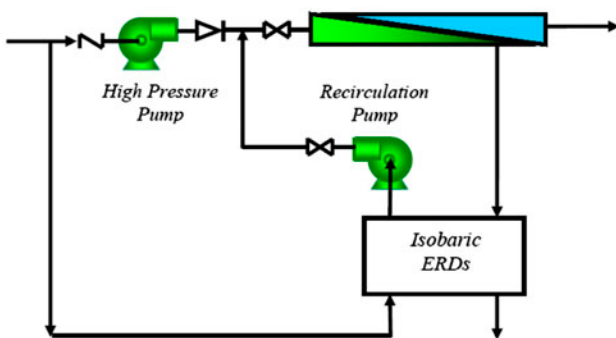 High Pressure
Pump
Recirculation
Pump
Isobaric
ERDs